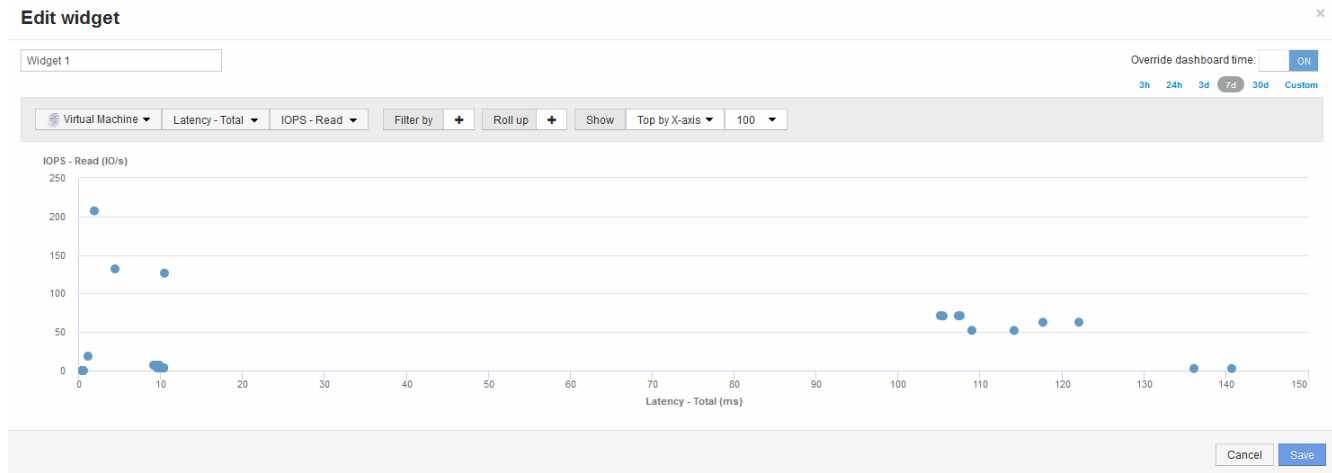 Edit widget
×
Widget 1
Override dashboard time: ON
3h 24h 3d 7d 30d Custom
Virtual Machine Latency - Total IOPS - Read Filter by + Roll up + Show Top by X-axis 100
IOPS - Read (IO/s)
250
200
150
100
50
0
0 10 20 30 40 50 60 70 80 90 100 110 120 130 140 150
Latency - Total (ms)
Cancel Save